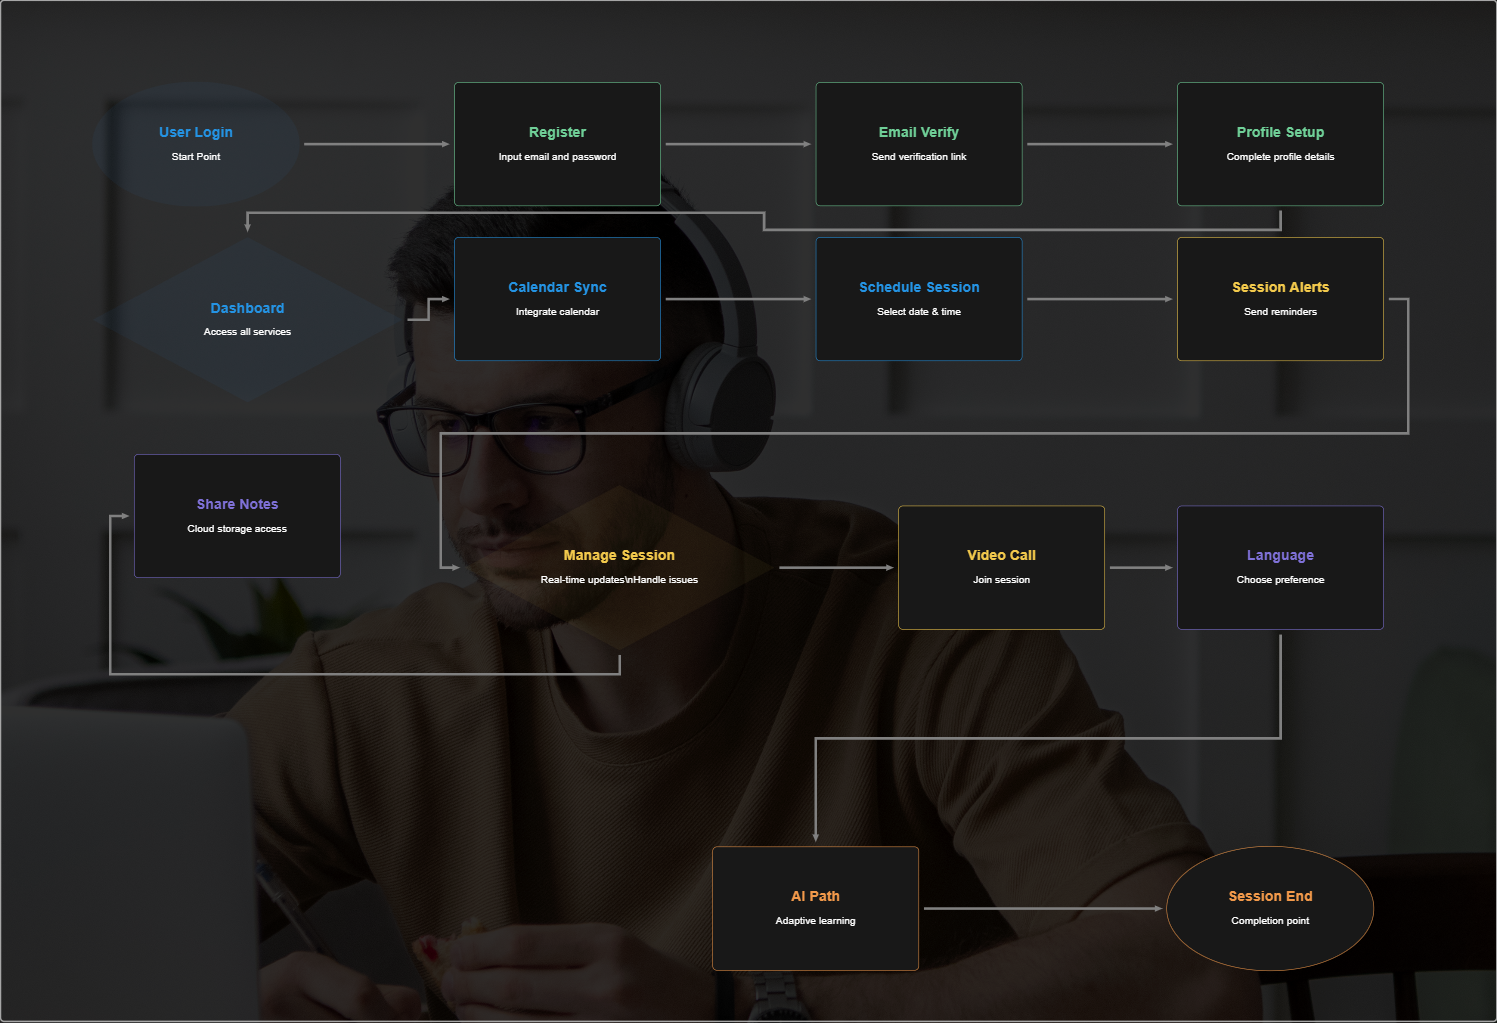 User Login
Start Point
Register
Input email and password
Email Verify
Send verification link
Profile Setup
Complete profile details
Dashboard
Access all services
Calendar Sync
Integrate calendar
Schedule Session
Select date & time
Session Alerts
Send reminders
Share Notes
Cloud storage access
Manage Session
Real-time updates\nHandle issues
Video Call
Join session
Language
Choose preference
AI Path
Adaptive learning
Session End
Completion point